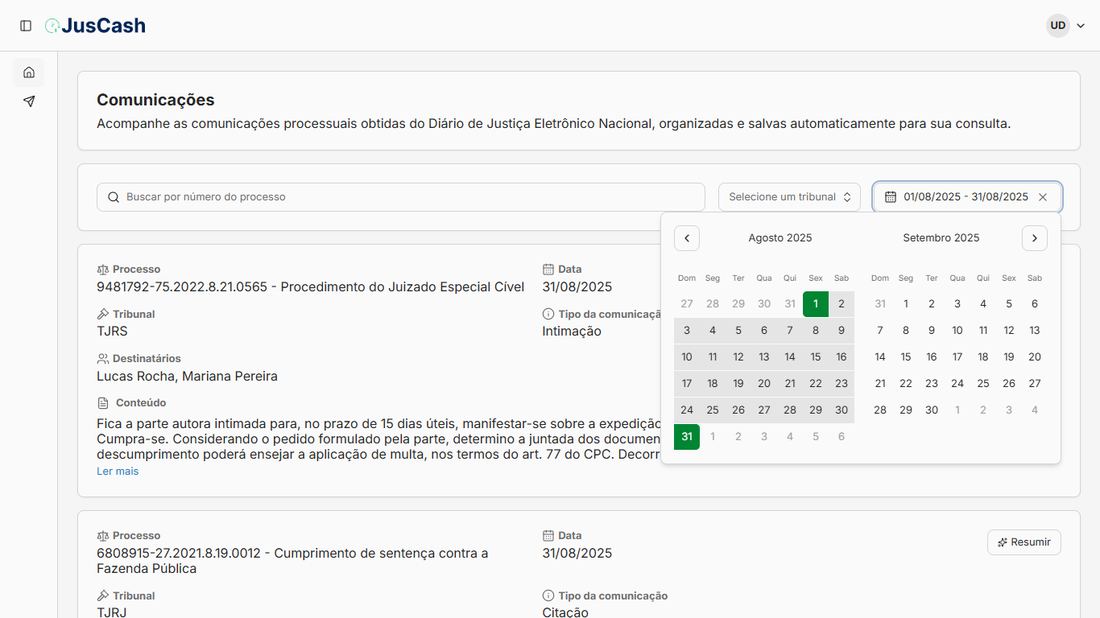 JusCash
UD
Comunicações
Acompanhe as comunicações processuais obtidas do Diário de Justiça Eletrônico Nacional, organizadas e salvas automaticamente para sua consulta.
Buscar por número do processo
Selecione um tribunal
01/08/2025 - 31/08/2025
Agosto 2025
Dom Seg Ter Qua Qui Sex Sab
27 28 29 30 31 1 2
3 4 5 6 7 8 9
10 11 12 13 14 15 16
17 18 19 20 21 22 23
24 25 26 27 28 29 30
31 1 2 3 4 5 6
Setembro 2025
Dom Seg Ter Qua Qui Sex Sab
31 1 2 3 4 5 6
7 8 9 10 11 12 13
14 15 16 17 18 19 20
21 22 23 24 25 26 27
28 29 30 1 2 3 4
Processo
9481792-75.2022.8.21.0565 - Procedimento do Juizado Especial Cível
Data
31/08/2025
Tribunal
TJRS
Tipo da comunicaçã
Intimação
Destinatários
Lucas Rocha, Mariana Pereira
Conteúdo
Fica a parte autora intimada para, no prazo de 15 dias úteis, manifestar-se sobre a expedição
Cumpra-se. Considerando o pedido formulado pela parte, determino a juntada dos documen
descumprimento poderá ensejar a aplicação de multa, nos termos do art. 77 do CPC. Decorr
Ler mais
Processo
6808915-27.2021.8.19.0012 - Cumprimento de sentença contra a
Fazenda Pública
Data
31/08/2025
Resumir
Tribunal
TJRJ
Tipo da comunicação
Citação